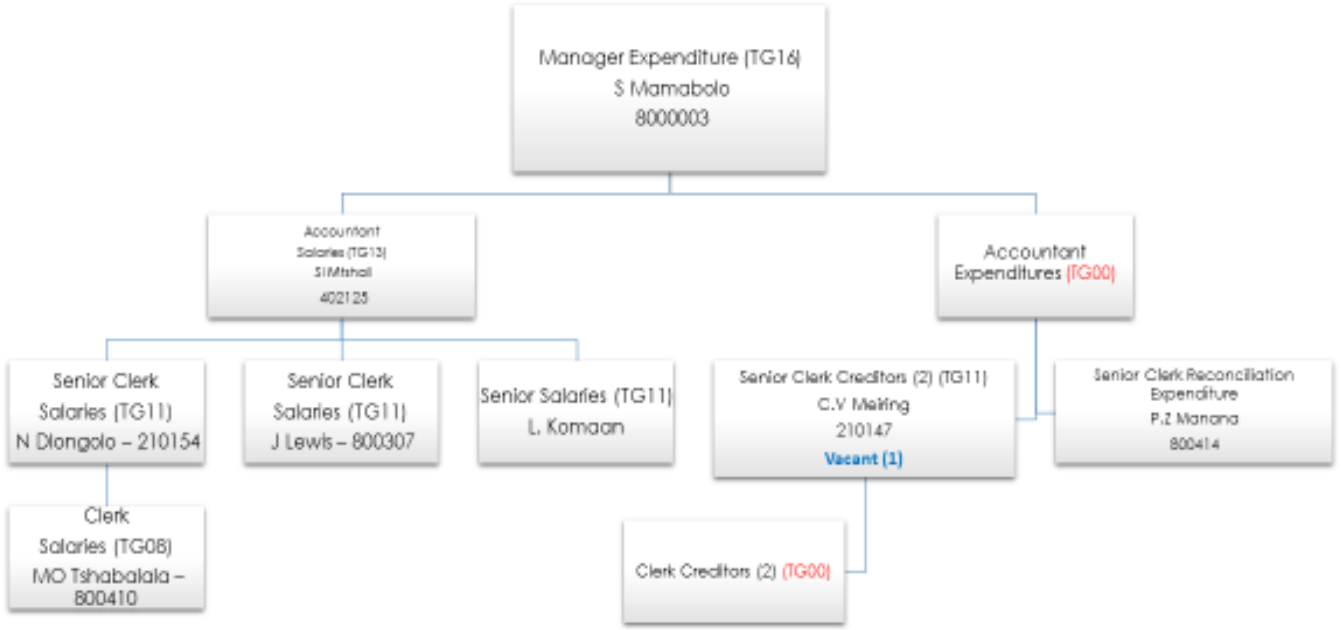 Manager Expenditure (TG16)
S Mamabolo
8000003
Accountant
Salaries (TG13)
SI Mtshali
402125
Accountant
Expenditures (TG00)
Senior Clerk
Salaries (TG11)
N Dlongolo – 210154
Senior Clerk
Salaries (TG11)
J Lewis – 800307
Senior Salaries (TG11)
L. Komaan
Senior Clerk Creditors (2) (TG11)
C.V Meiring
210147
Vacant (1)
Senior Clerk Reconciliation
Expenditure
P.Z Manana
800414
Clerk
Salaries (TG08)
MO Tshabalala –
800410
Clerk Creditors (2) (TG00)